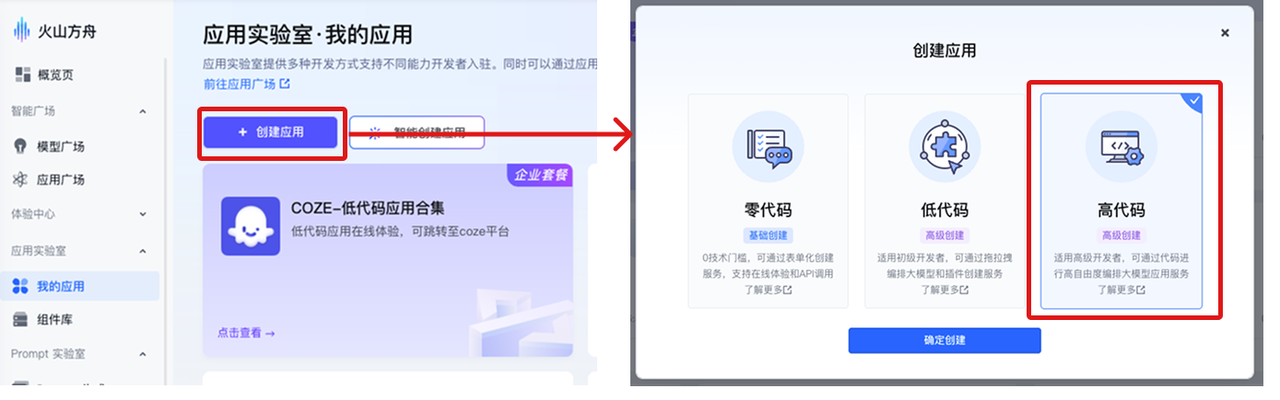 火山方舟
概览页
智能广场
模型广场
应用广场
体验中心
应用实验室
我的应用
组件库
Prompt 实验室
应用实验室·我的应用
应用实验室提供多种开发方式支持不同能力开发者入驻。同时可以通过应用
前往应用广场
+ 创建应用
智能创建应用
企业套餐
COZE-低代码应用合集
低代码应用在线体验，可跳转至coze平台
点击查看 →
创建应用
零代码
基础创建
0技术门槛，可通过表单化创建
服务，支持在线体验和API调用
了解更多
低代码
高级创建
适用初级开发者，可通过拖拉拽
编排大模型和插件创建服务
了解更多
高代码
高级创建
适用高级开发者，可通过代码进
行高自由度编排大模型应用服务
了解更多
确定创建